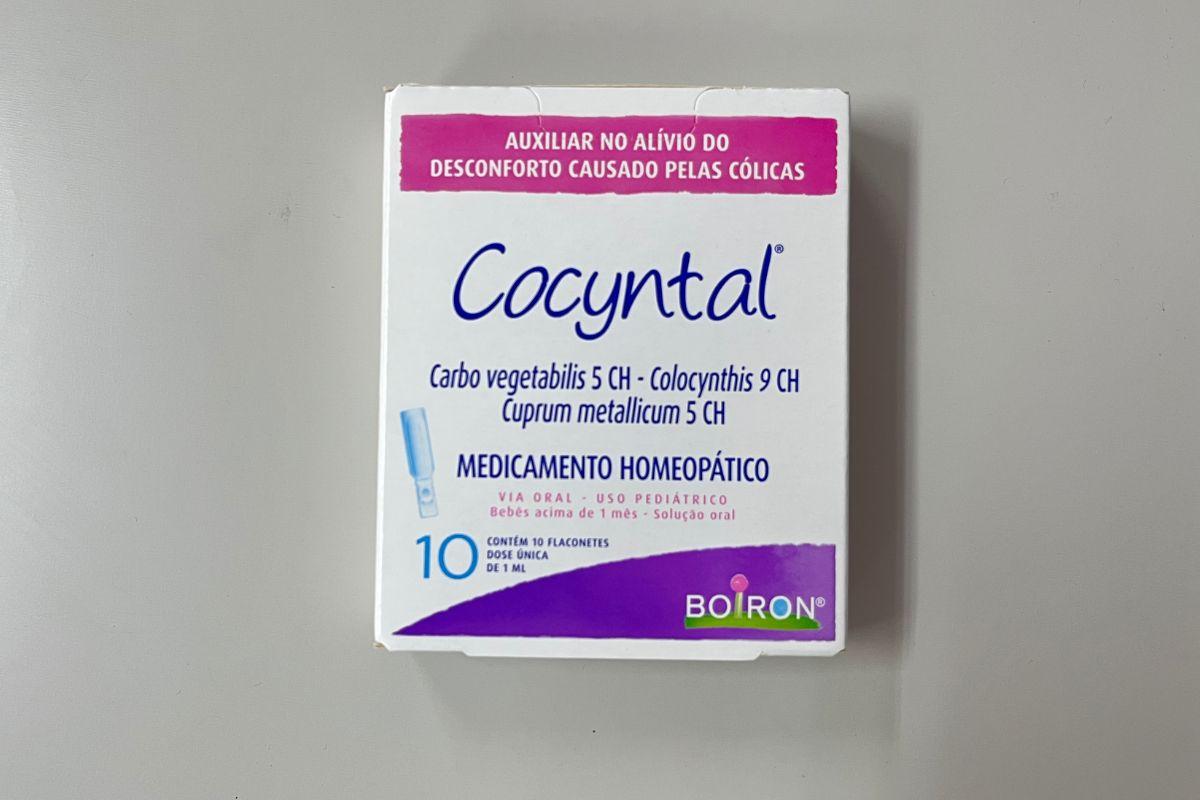 AUXILIAR NO ALÍVIO DO
DESCONFORTO CAUSADO PELAS CÓLICAS
Cocyntal®
Carbo vegetabilis 5 CH - Colocynthis 9 CH
Cuprum metallicum 5 CH
MEDICAMENTO HOMEOPÁTICO
VIA ORAL - USO PEDIÁTRICO
Bebês acima de 1 mês - Solução oral
10 CONTÉM 10 FLACONETES
DOSE ÚNICA
DE 1 ML
BOIRON®